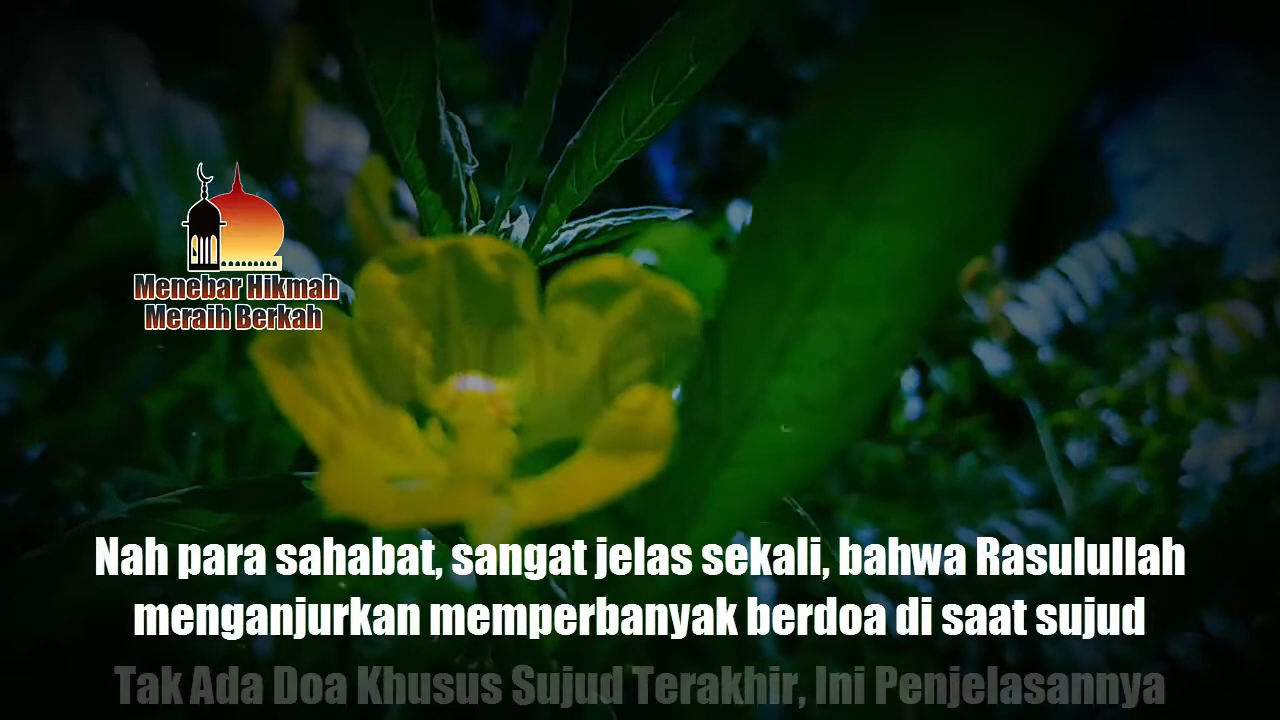 Menebar Hikmah
Meraih Berkah
Nah para sahabat, sangat jelas sekali, bahwa Rasulullah
menganjurkan memperbanyak berdoa di saat sujud
Tak Ada Doa Khusus Sujud Terakhir, Ini Penjelasannya